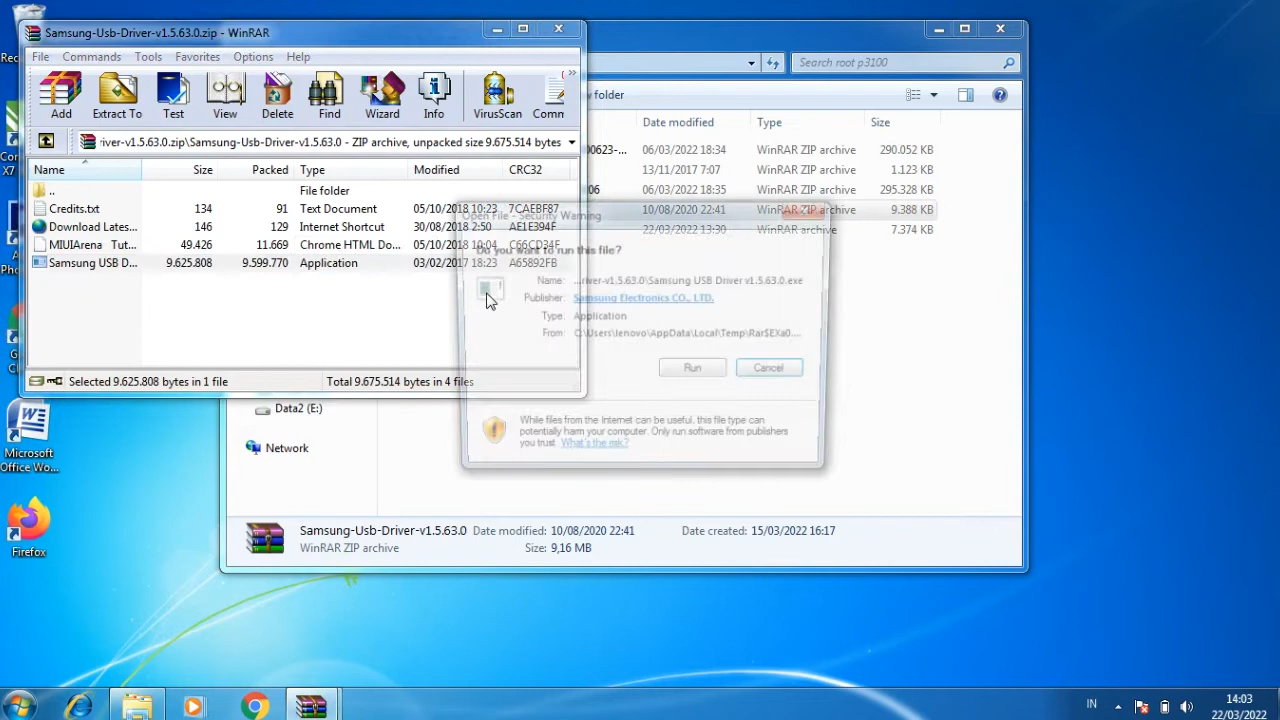 Samsung-Usb-Driver-v1.5.63.0.zip - WinRAR
File Commands Tools Favorites Options Help
Add Extract To Test View Delete Find Wizard Info VirusScan Comn
»
river-v1.5.63.0.zip\Samsung-Usb-Driver-v1.5.63.0 - ZIP archive, unpacked size 9.675.514 bytes
Name Size Packed Type Modified CRC32
.. File folder
Credits.txt 134 91 Text Document 05/10/2018 10:23 7CAEBF87
Download Lates... 146 129 Internet Shortcut 30/08/2018 2:50 AE1E394F
MIUIArena Tut... 49.426 11.669 Chrome HTML Do... 05/10/2018 10:04 C66CD34F
Samsung USB D... 9.625.808 9.599.770 Application 03/02/2017 18:23 A65892FB
Selected 9.625.808 bytes in 1 file
Total 9.675.514 bytes in 4 files
Search root p3100
folder
Date modified Type Size
00623-... 06/03/2022 18:34 WinRAR ZIP archive 290.052 KB
13/11/2017 7:07 WinRAR ZIP archive 1.123 KB
06 06/03/2022 18:35 WinRAR ZIP archive 295.328 KB
10/08/2020 22:41 WinRAR ZIP archive 9.388 KB
22/03/2022 13:30 WinRAR archive 7.374 KB
Open File - Security Warning
Do you want to run this file?
Name: ...river-v1.5.63.0\Samsung USB Driver v1.5.63.0.exe
Publisher: Samsung Electronics CO., LTD.
Type: Application
From: C:\Users\lenovo\AppData\Local\Temp\Rar$EXa0....
Run Cancel
While files from the Internet can be useful, this file type can
potentially harm your computer. Only run software from publishers
you trust. What's the risk?
Data2 (E:)
Network
Samsung-Usb-Driver-v1.5.63.0 Date modified: 10/08/2020 22:41 Date created: 15/03/2022 16:17
WinRAR ZIP archive Size: 9,16 MB
Microsoft
Office Wo...
Firefox
IN
14:03
22/03/2022